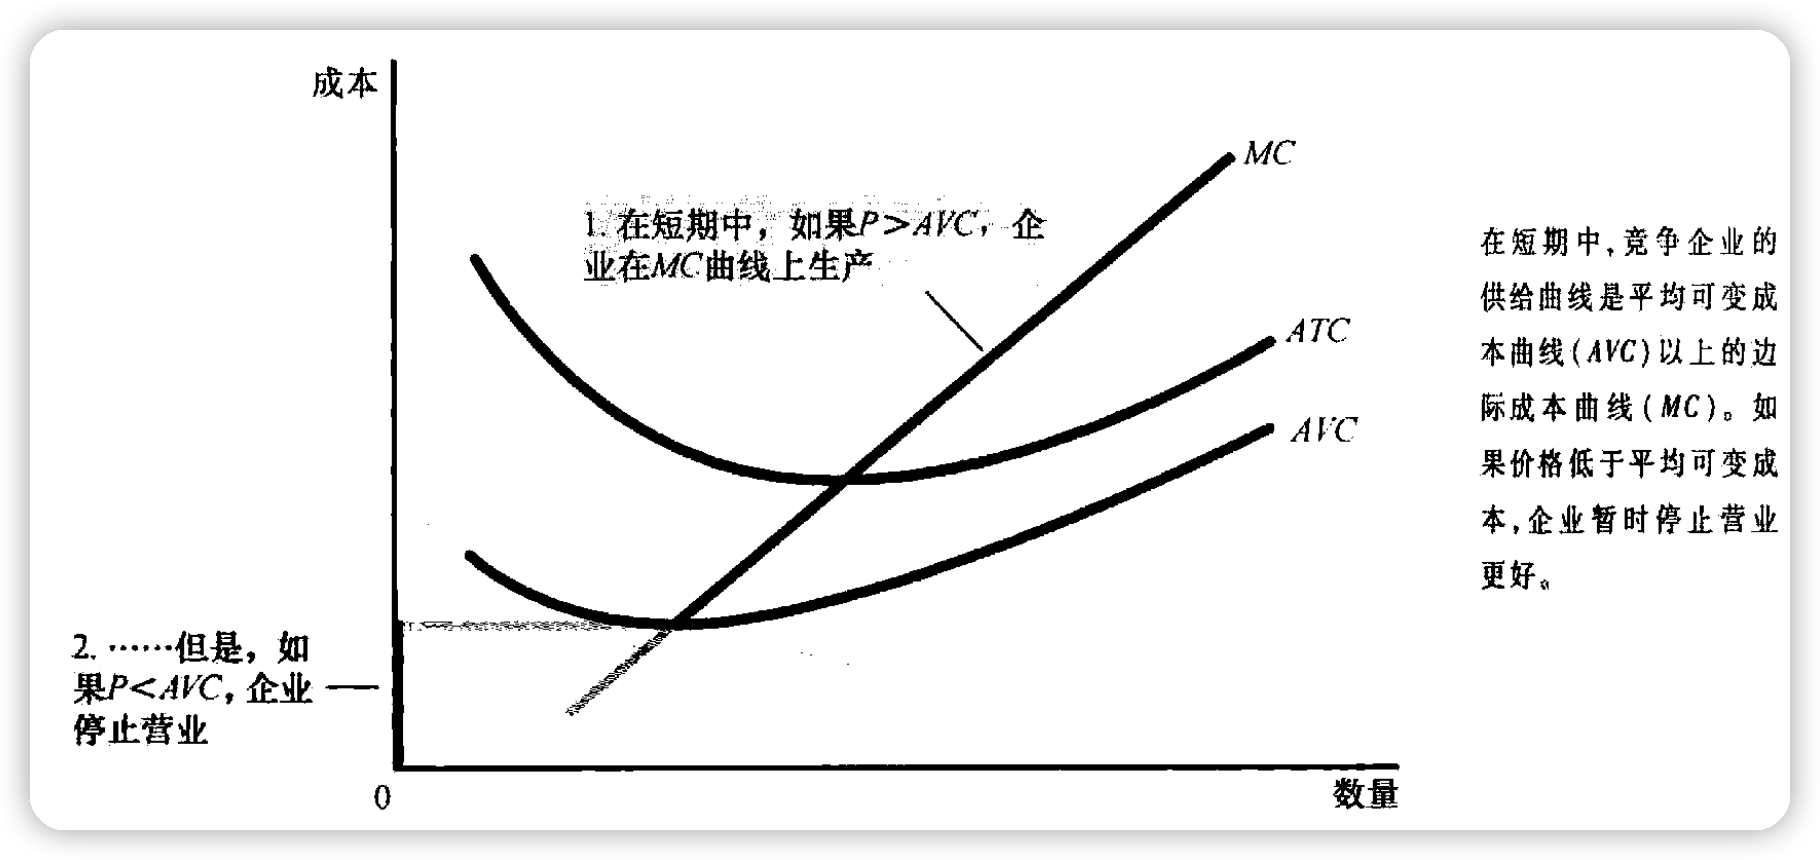 成本
MC
1. 在短期中，如果P>AVC，企
业在MC曲线上生产
ATC
AVC
2. ……但是，如
果P<AVC，企业
停止营业
0
数量
在短期中，竞争企业的
供给曲线是平均可变成
本曲线(AVC)以上的边
际成本曲线(MC)。如
果价格低于平均可变成
本，企业暂时停止营业
更好。